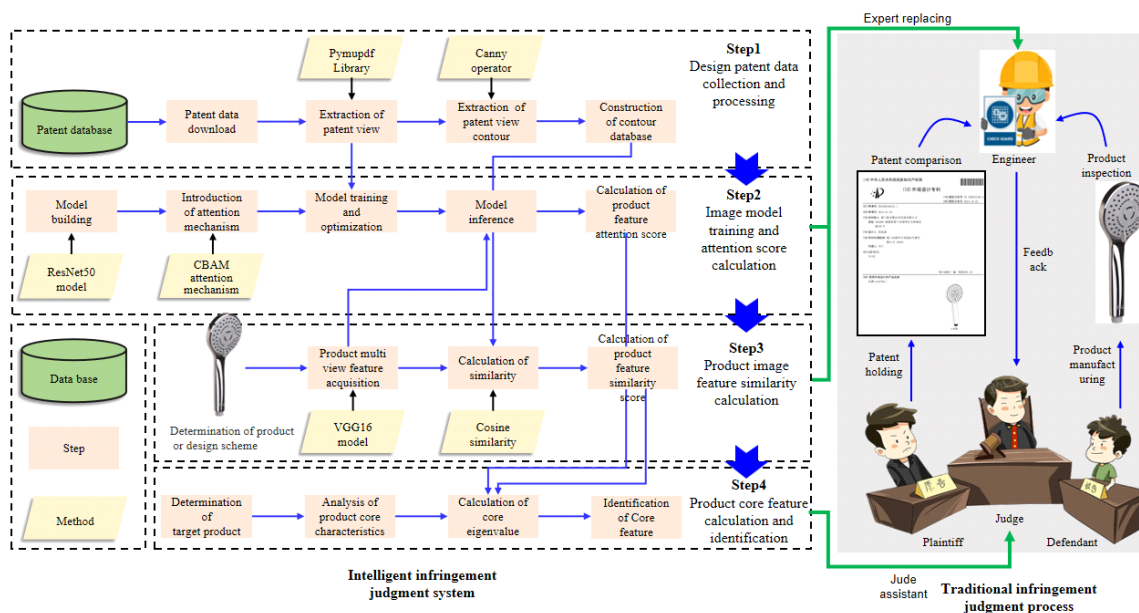 Expert replacing
Pymupdf
Library
Canny
operator
Step1
Design patent data
collection and
processing
Patent database
Patent data
download
Extraction of
patent view
Extraction of
patent view
contour
Construction
of contour
database
CHECK GUARD
Patent comparison
Engineer
Product
inspection
Model
building
Introduction
of attention
mechanism
Model training
and
optimization
Model
inference
Calculation of
product
feature
attention score
Step2
Image model
training and
attention score
calculation
ResNet50
model
CBAM
attention
mechanism
Feedb
ack
Data base
Step
Method
Product multi
view feature
acquisition
Calculation of
similarity
Calculation of
product
feature
similarity
score
Step3
Product image
feature similarity
calculation
Determination of product
or design scheme
VGG16
model
Cosine
similarity
Patent
holding
Product
manufact
uring
Determination
of
target product
Analysis of
product core
characteristics
Calculation of
core
eigenvalue
Identification
of Core
feature
Step4
Product core feature
calculation and
identification
原告
被告
Judge
Plaintiff
Defendant
Intelligent infringement
judgment system
Jude
assistant
Traditional infringement
judgment process